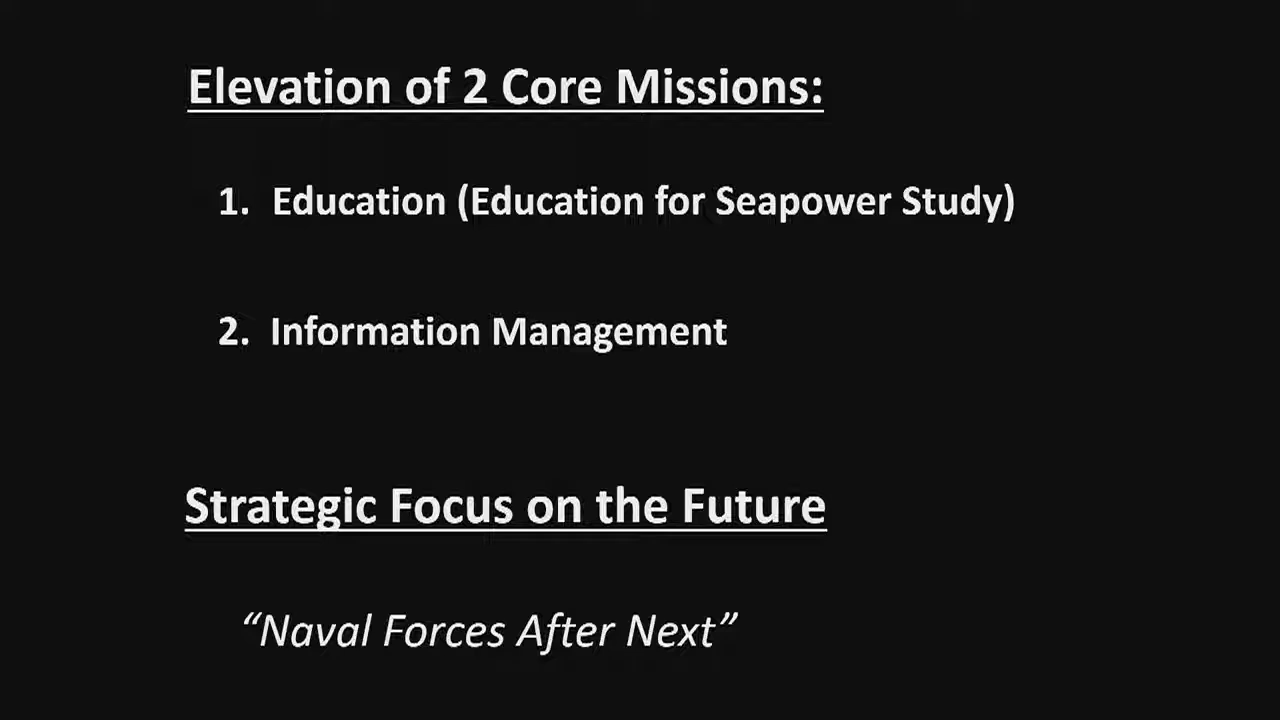 Elevation of 2 Core Missions:
1. Education (Education for Seapower Study)
2. Information Management
Strategic Focus on the Future
“Naval Forces After Next”